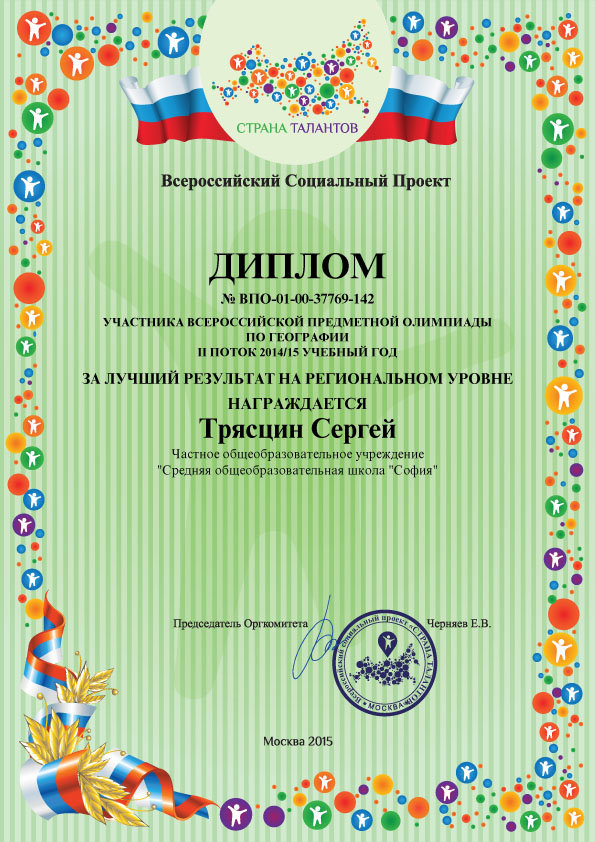 СТРАНА ТАЛАНТОВ
Всероссийский Социальный Проект
ДИПЛОМ
№ ВПО-01-00-37769-142
УЧАСТНИКА ВСЕРОССИЙСКОЙ ПРЕДМЕТНОЙ ОЛИМПИАДЫ
ПО ГЕОГРАФИИ
II ПОТОК 2014/15 УЧЕБНЫЙ ГОД
ЗА ЛУЧШИЙ РЕЗУЛЬТАТ НА РЕГИОНАЛЬНОМ УРОВНЕ
НАГРАЖДАЕТСЯ
Трясцин Сергей
Частное общеобразовательное учреждение
"Средняя общеобразовательная школа "София"
Председатель Оргкомитета Черняев Е.В.
Всероссийский социальный проект «СТРАНА ТАЛАНТОВ»
МОСКВА
Москва 2015